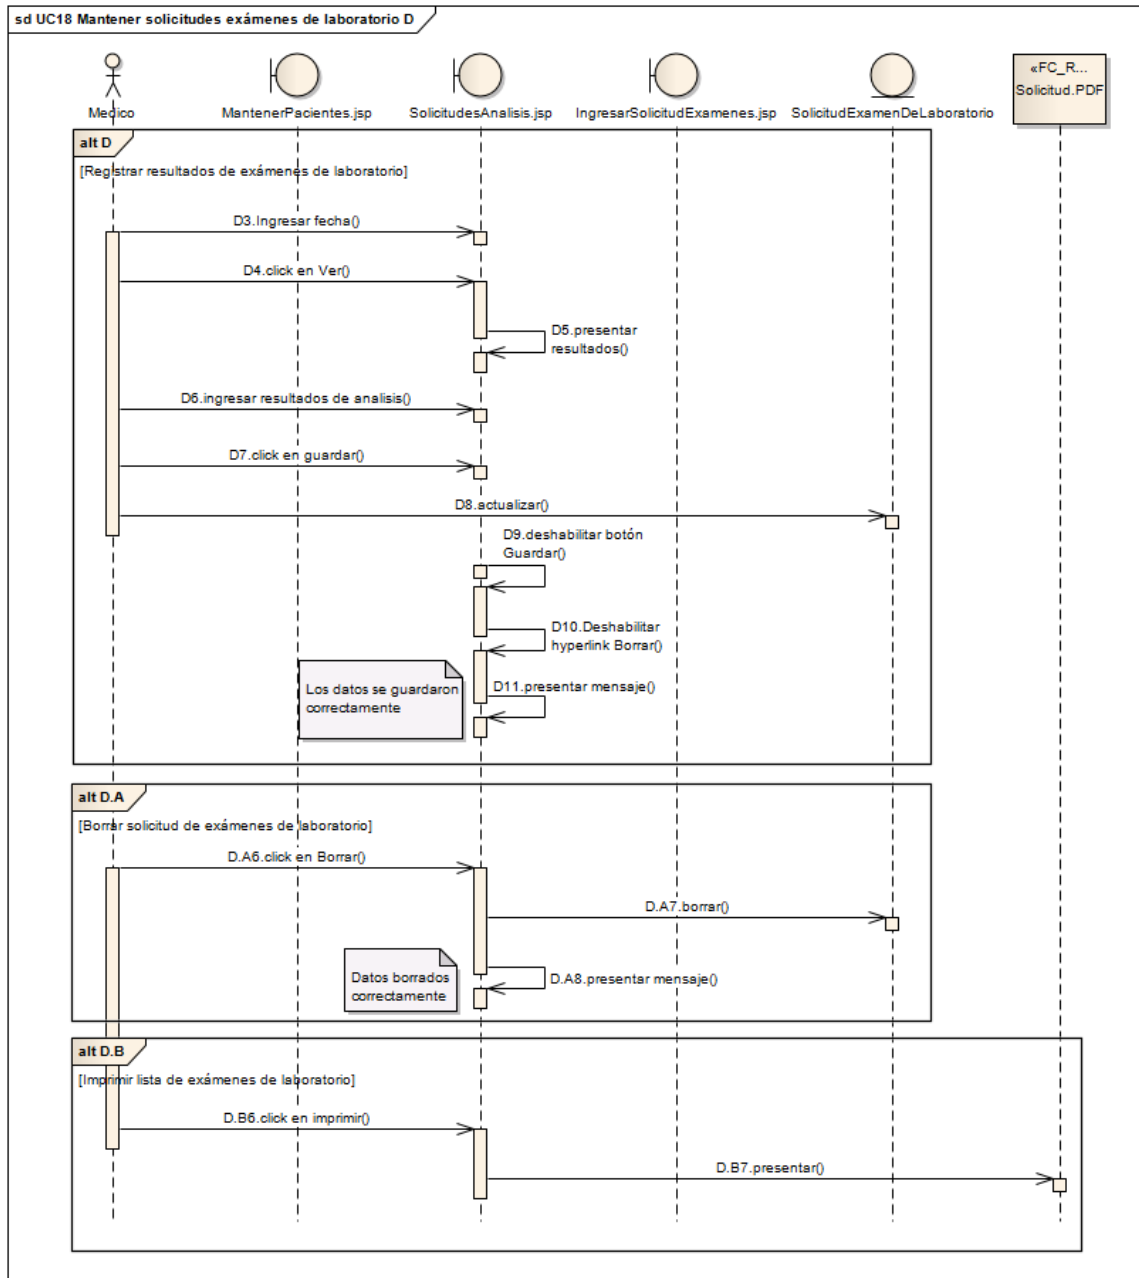 sd UC18 Mantener solicitudes exámenes de laboratorio D
«FC_R...
Solicitud.PDF
Medico
MantenerPacientes.jsp
SolicitudesAnalisis.jsp
IngresarSolicitudExamenes.jsp
SolicitudExamenDeLaboratorio
alt D
[Registrar resultados de exámenes de laboratorio]
D3.Ingresar fecha()
D4.click en Ver()
D5.presentar
resultados()
D6.ingresar resultados de analisis()
D7.click en guardar()
D8.actualizar()
D9.deshabilitar botón
Guardar()
D10.Deshabilitar
hyperlink Borrar()
Los datos se guardaron
correctamente
D11.presentar mensaje()
alt D.A
[Borrar solicitud de exámenes de laboratorio]
D.A6.click en Borrar()
D.A7.borrar()
Datos borrados
correctamente
D.A8.presentar mensaje()
alt D.B
[Imprimir lista de exámenes de laboratorio]
D.B6.click en imprimir()
D.B7.presentar()